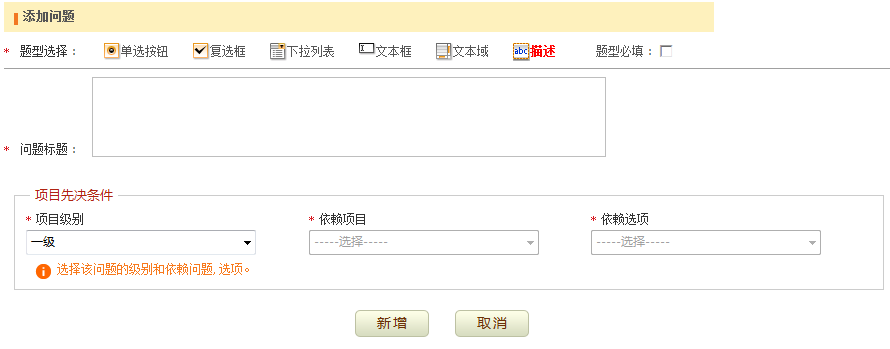 添加问题
* 题型选择： 单选按钮 复选框 下拉列表 文本框 文本域 abc 描述 题型必填：
* 问题标题：
项目先决条件
* 项目级别 * 依赖项目 * 依赖选项
一级 -----选择----- -----选择-----
选择该问题的级别和依赖问题, 选项。
新增 取消